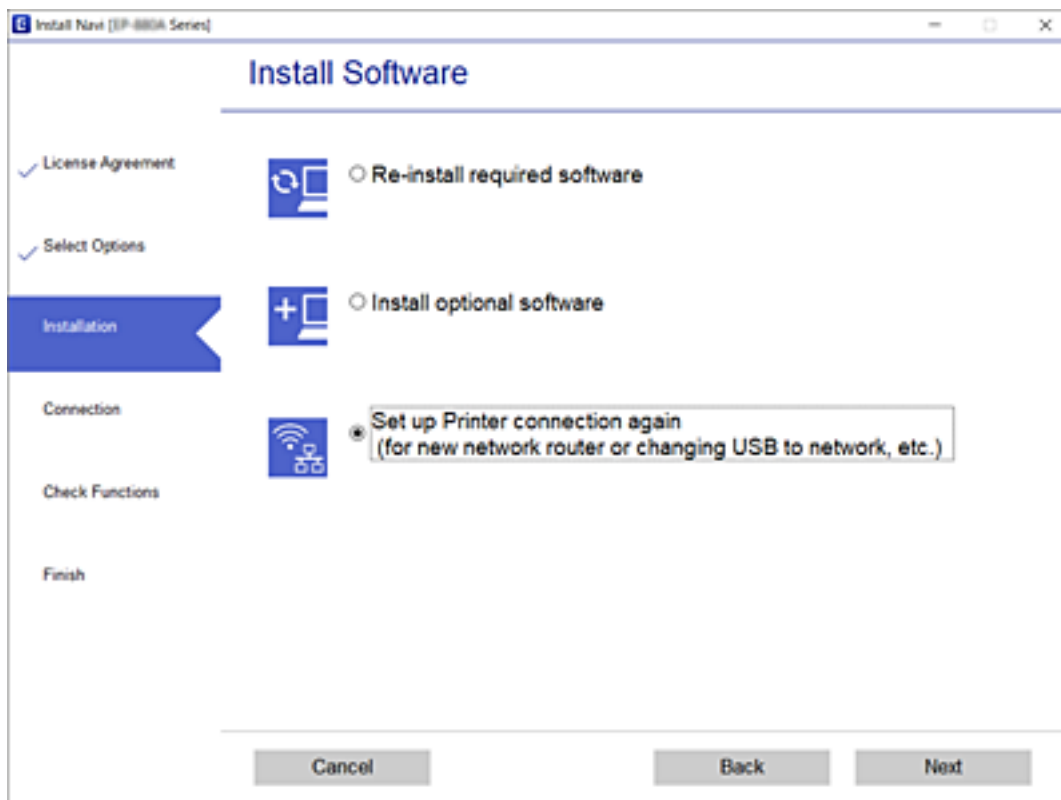 Install Navi [EP-880A Series]
Install Software
License Agreement
Select Options
Installation
Connection
Check Functions
Finish
Re-install required software
Install optional software
Set up Printer connection again
(for new network router or changing USB to network, etc.)
Cancel
Back
Next